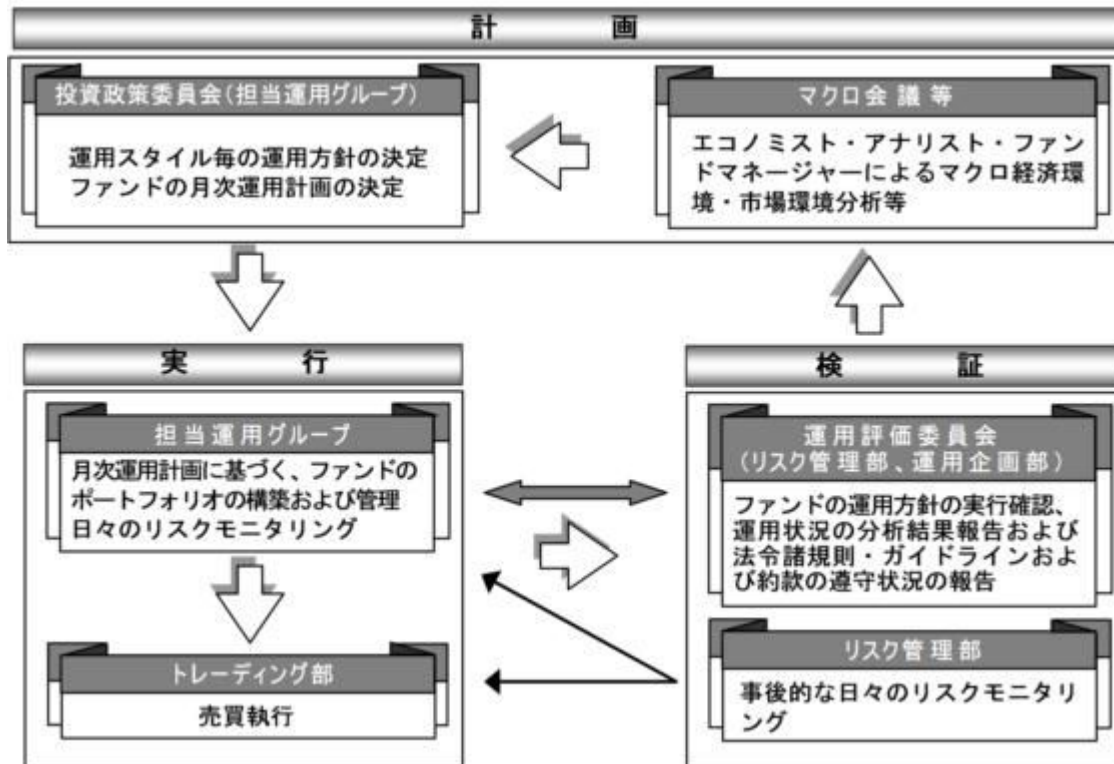 計　画
投資政策委員会(担当運用グループ)
運用スタイル毎の運用方針の決定
ファンドの月次運用計画の決定
マクロ会議等
エコノミスト・アナリスト・ファン
ドマネージャーによるマクロ経済環
境・市場環境分析等
実　行
担当運用グループ
月次運用計画に基づく、ファンドの
ポートフォリオの構築および管理
日々のリスクモニタリング
トレーディング部
売買執行
検　証
運用評価委員会
(リスク管理部、運用企画部)
ファンドの運用方針の実行確認、
運用状況の分析結果報告および
法令諸規則・ガイドラインおよ
び約款の遵守状況の報告
リスク管理部
事後的な日々のリスクモニタリ
ング